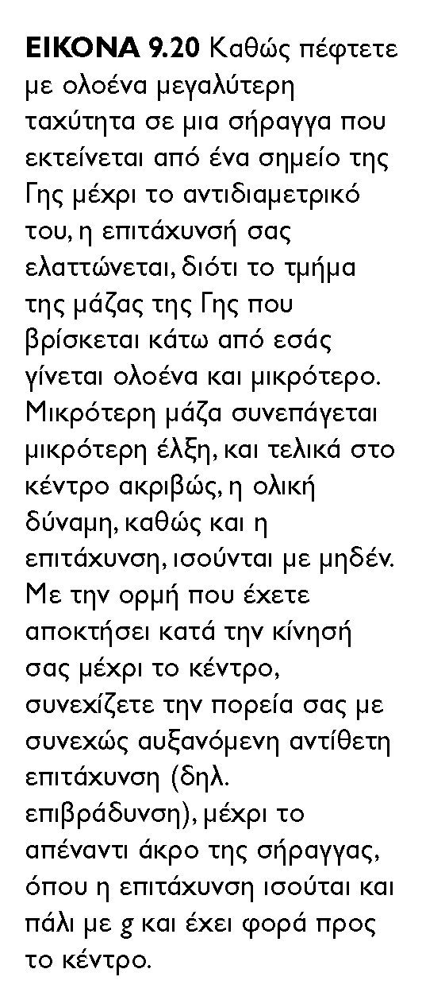 ΕΙΚΟΝΑ 9.20 Καθώς πέφτετε
με ολοένα μεγαλύτερη
ταχύτητα σε μια σήραγγα που
εκτείνεται από ένα σημείο της
Γης μέχρι το αντιδιαμετρικό
του, η επιτάχυνσή σας
ελαττώνεται, διότι το τμήμα
της μάζας της Γης που
βρίσκεται κάτω από εσάς
γίνεται ολοένα και μικρότερο.
Μικρότερη μάζα συνεπάγεται
μικρότερη έλξη, και τελικά στο
κέντρο ακριβώς, η ολική
δύναμη, καθώς και η
επιτάχυνση, ισούνται με μηδέν.
Με την ορμή που έχετε
αποκτήσει κατά την κίνησή
σας μέχρι το κέντρο,
συνεχίζετε την πορεία σας με
συνεχώς αυξανόμενη αντίθετη
επιτάχυνση (δηλ.
επιβράδυνση), μέχρι το
απέναντι άκρο της σήραγγας,
όπου η επιτάχυνση ισούται και
πάλι με g και έχει φορά προς
το κέντρο.